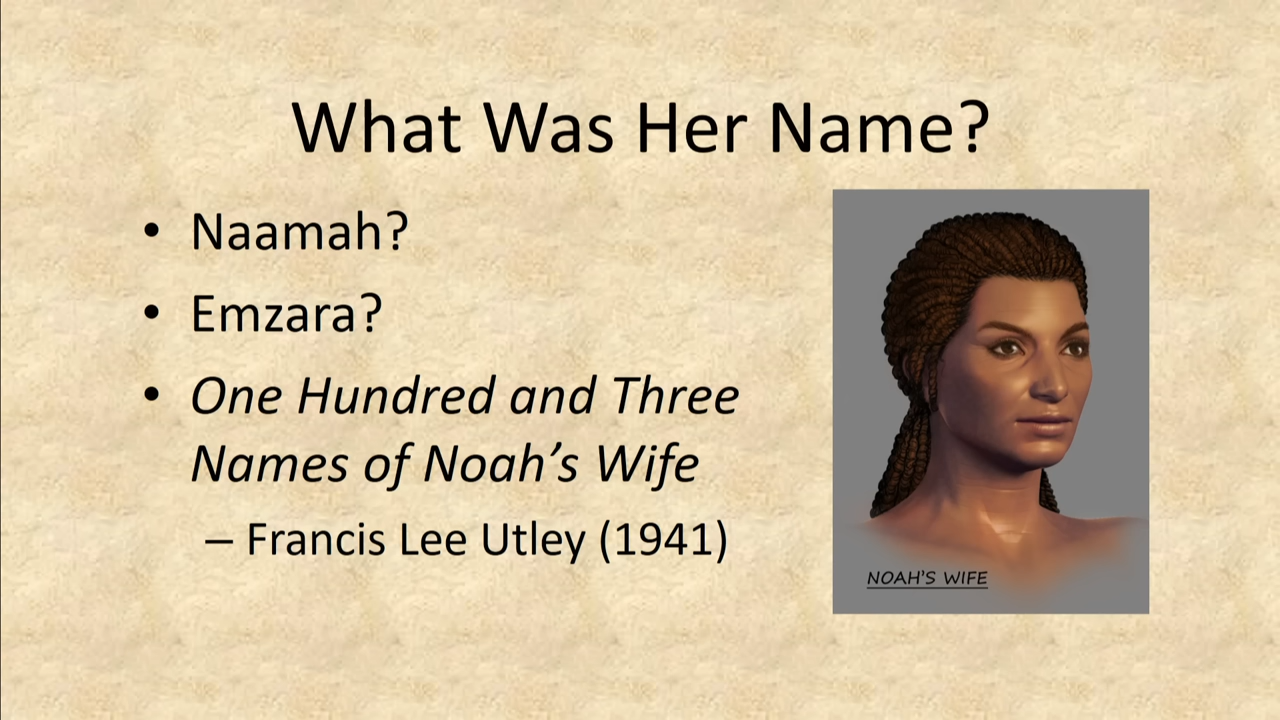 What Was Her Name?
• Naamah?
• Emzara?
• One Hundred and Three
Names of Noah’s Wife
– Francis Lee Utley (1941)
NOAH'S WIFE